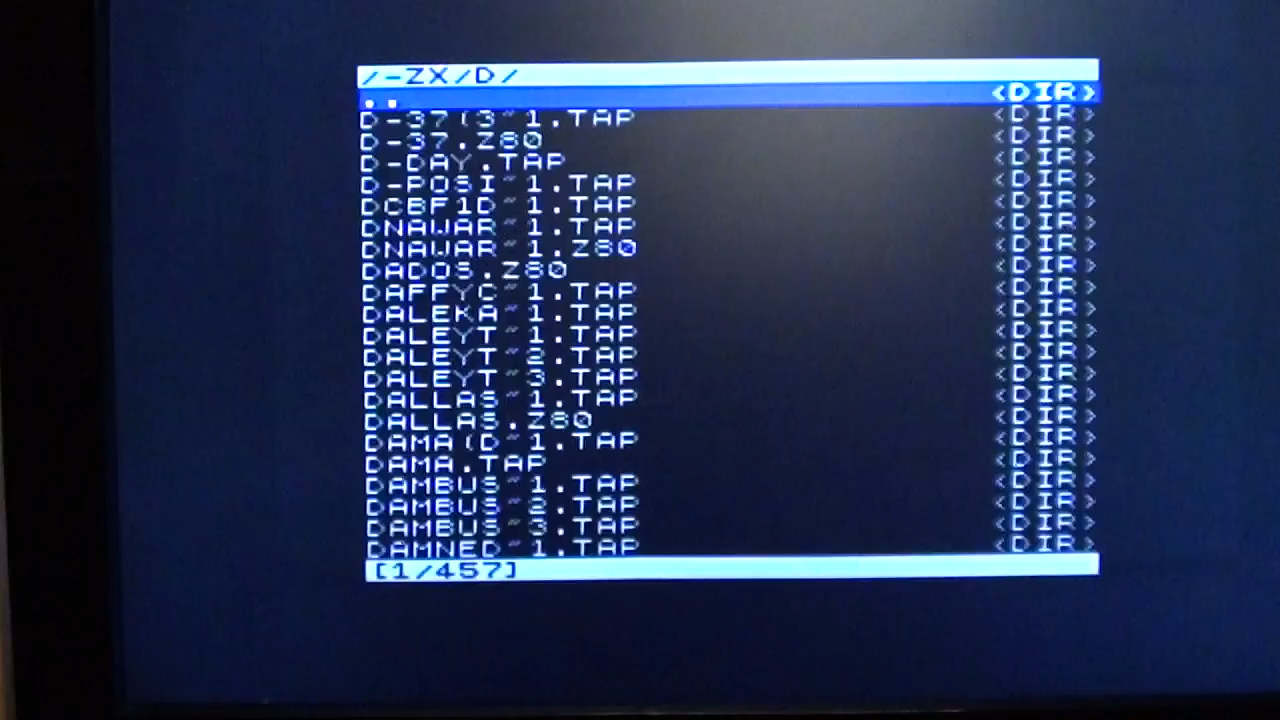 /-ZX/D/
.. <DIR>
D-37(3~1.TAP <DIR>
D-37.Z80 <DIR>
D-DAY.TAP <DIR>
D-POSI~1.TAP <DIR>
DCBF1D~1.TAP <DIR>
DNAWAR~1.TAP <DIR>
DNAWAR~1.Z80 <DIR>
DADOS.Z80 <DIR>
DAFFYC~1.TAP <DIR>
DALEKA~1.TAP <DIR>
DALEYT~1.TAP <DIR>
DALEYT~2.TAP <DIR>
DALEYT~3.TAP <DIR>
DALLAS~1.TAP <DIR>
DALLAS.Z80 <DIR>
DAMA(D~1.TAP <DIR>
DAMA.TAP <DIR>
DAMBUS~1.TAP <DIR>
DAMBUS~2.TAP <DIR>
DAMBUS~3.TAP <DIR>
DAMNED~1.TAP <DIR>
[1/457]